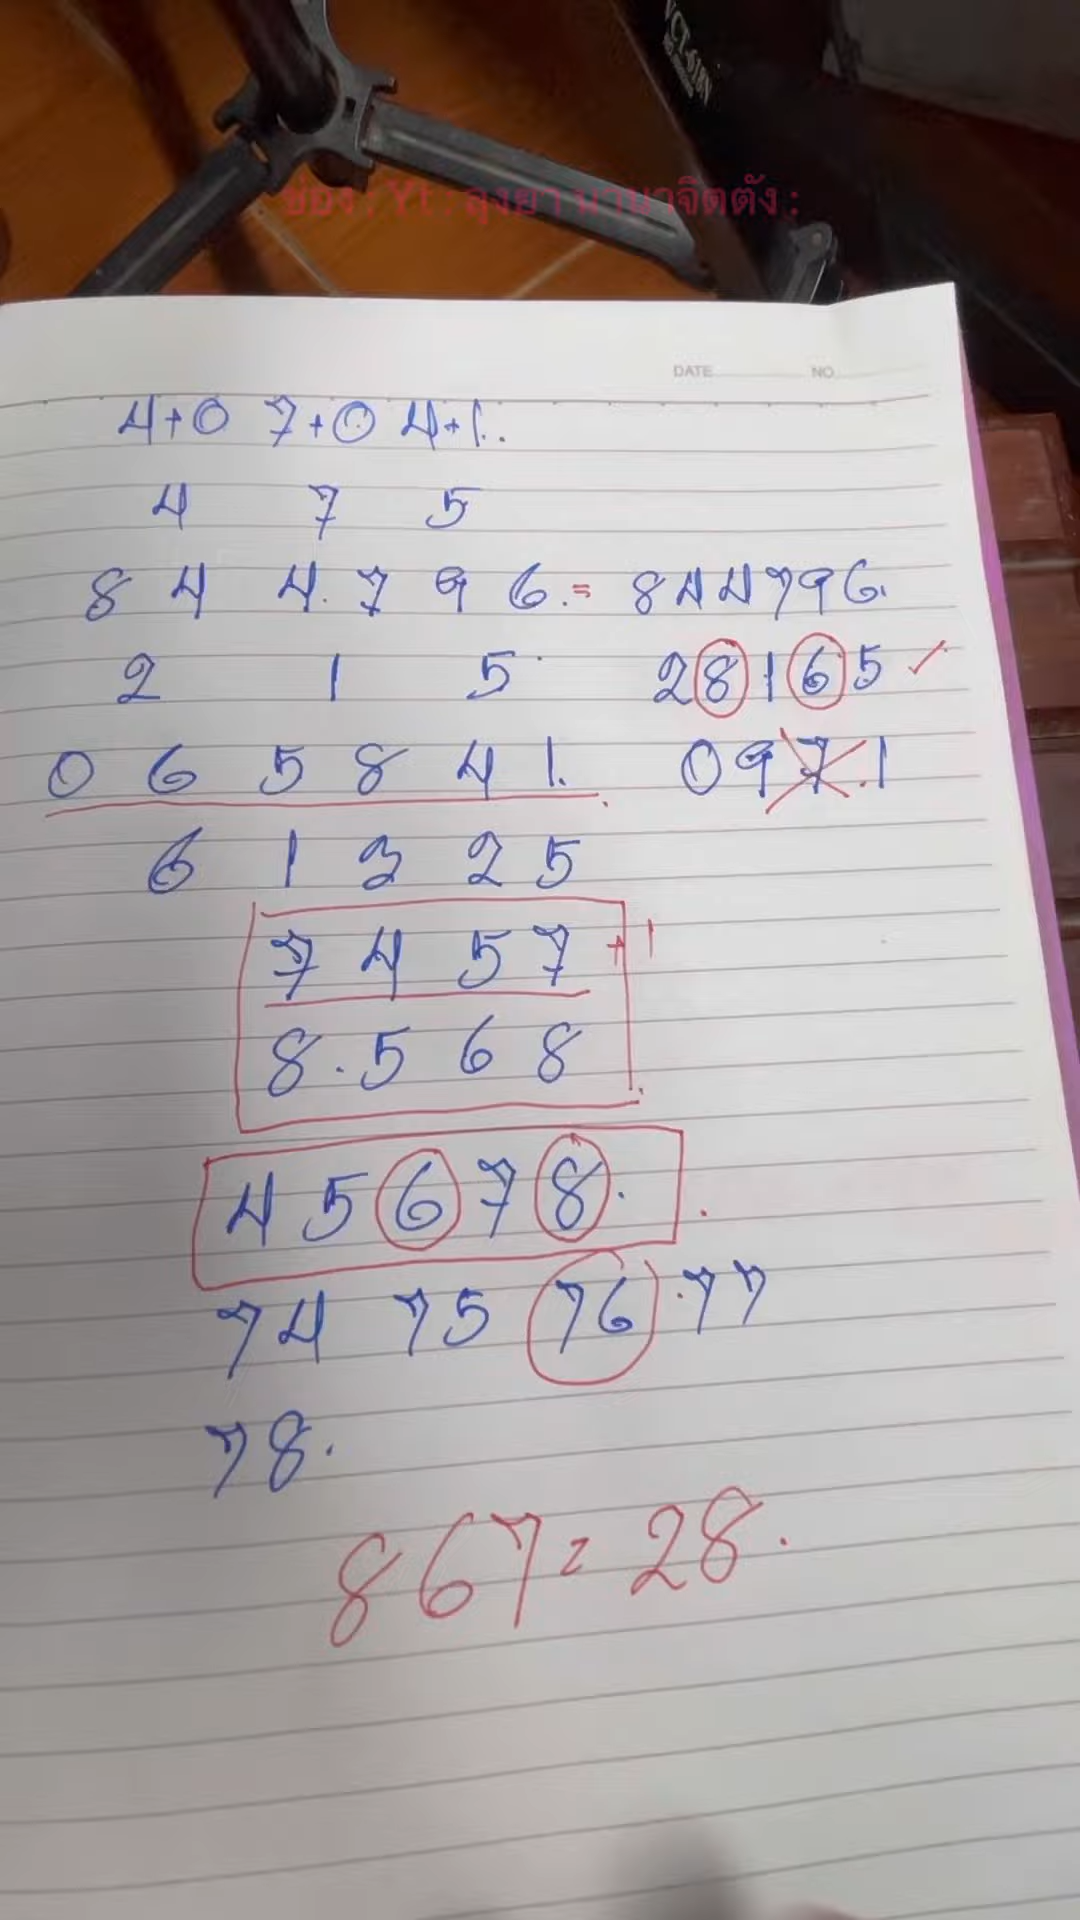 ช่อง : Yt : ลุงยา นานาจิตตัง :
DATE NO
4+0 7+0 4+1..
4 7 5
8 4 4. 7 9 6. = 844796.
2 1 5 28165 ✓
0 6 5 8 4 1. 097.1
6 1 3 2 5
7 4 5 7 + 1
8.5 6 8
4 5 6 7 8.
74 75 76 .77
78.
867 = 28.